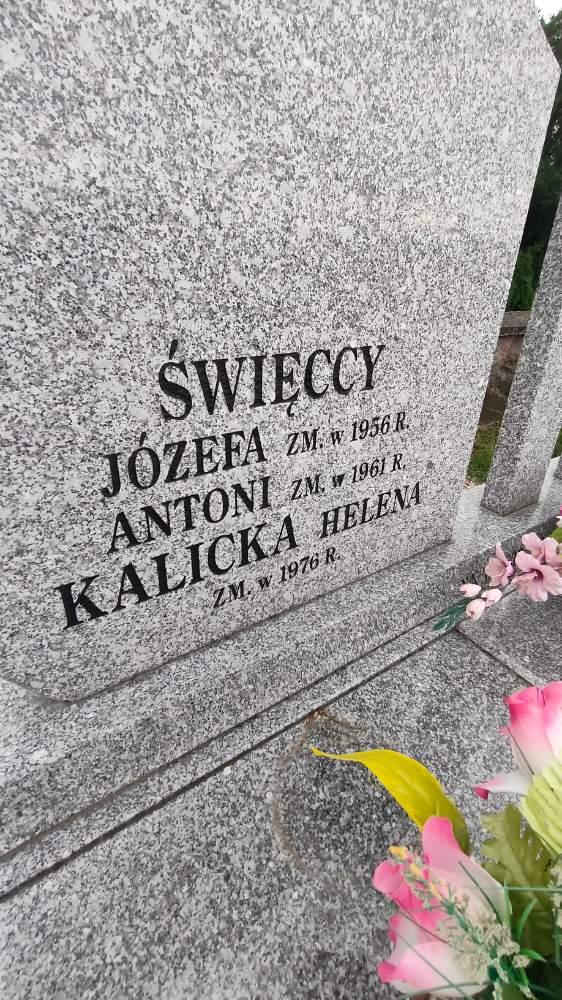 ŚWIĘCCY
JÓZEFA ZM. w 1956 R.
ANTONI ZM. w 1961 R.
KALICKA HELENA
ZM. w 1976 R.